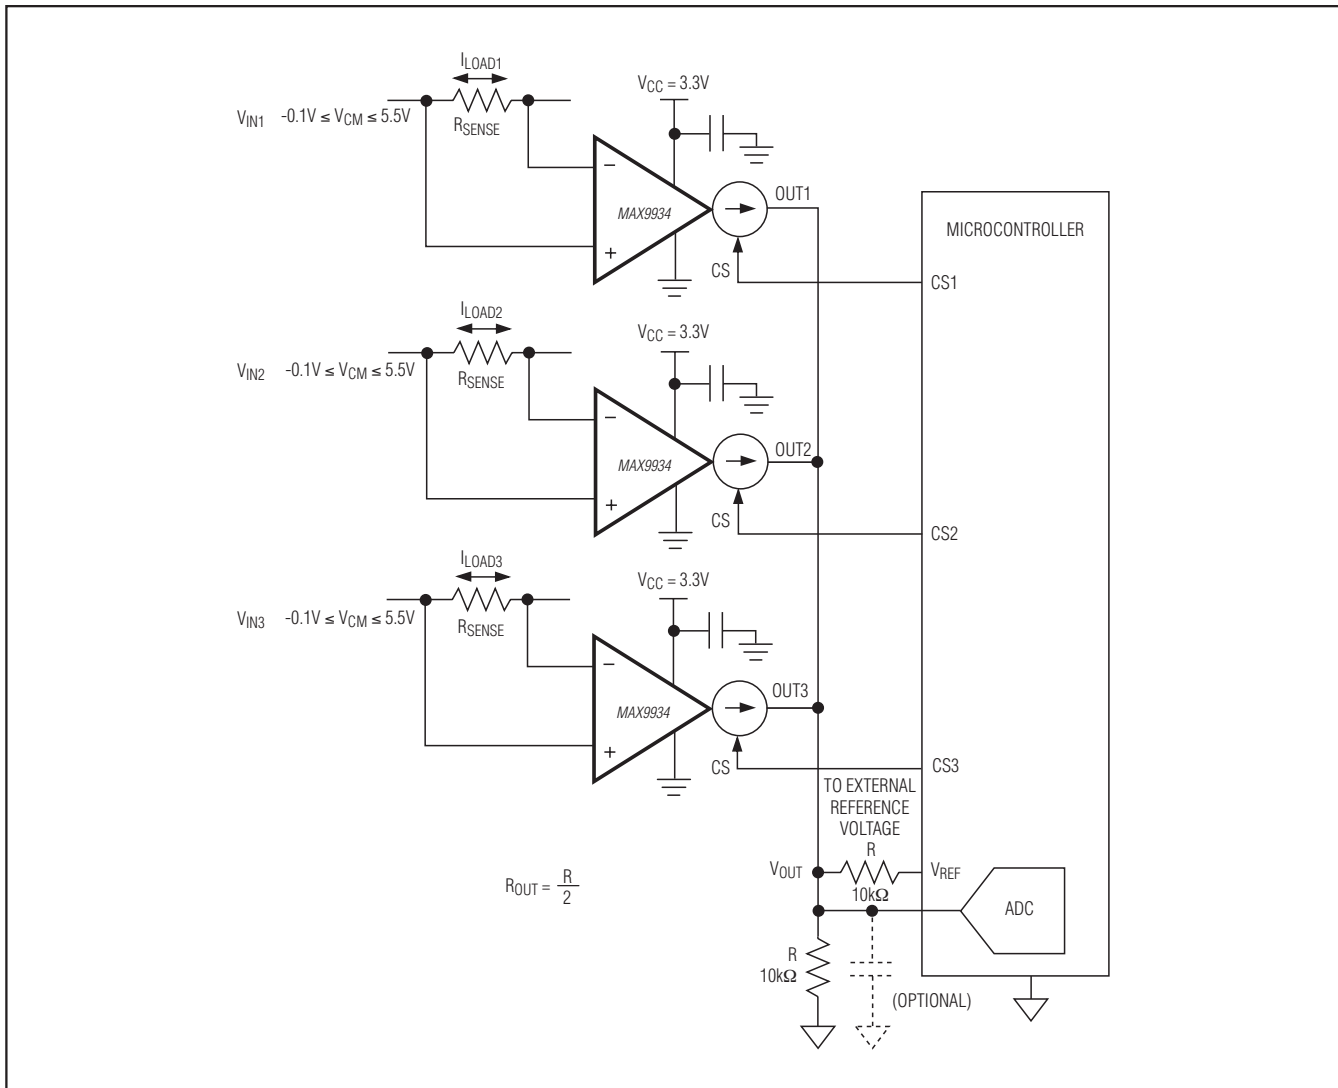 ILOAD1
VCC = 3.3V
VIN1 -0.1V ≤ VCM ≤ 5.5V
RSENSE
−
MAX9934
+
OUT1
CS
MICROCONTROLLER
CS1
ILOAD2
VCC = 3.3V
VIN2 -0.1V ≤ VCM ≤ 5.5V
RSENSE
−
MAX9934
+
OUT2
CS
CS2
ILOAD3
VCC = 3.3V
VIN3 -0.1V ≤ VCM ≤ 5.5V
RSENSE
−
MAX9934
+
OUT3
CS
CS3
TO EXTERNAL
REFERENCE
VOLTAGE
R
10kΩ
VOUT
VREF
ROUT = R/2
ADC
R
10kΩ
(OPTIONAL)